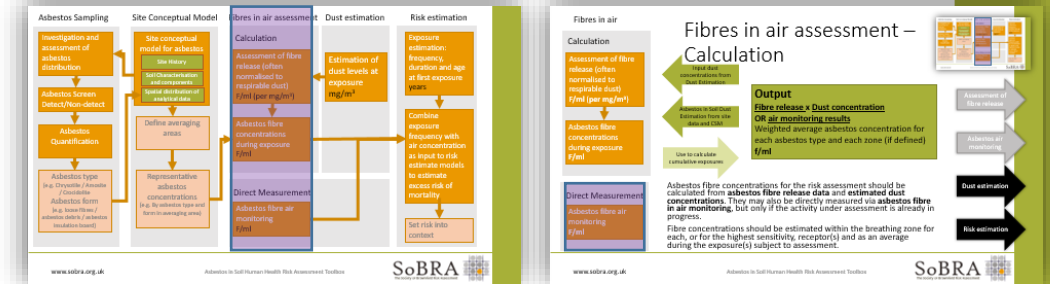 Asbestos Sampling
Site Conceptual Model
Fibres in air assessment
Dust estimation
Risk estimation
Investigation and
assessment of
asbestos
distribution
Asbestos Screen
Detect/Non-detect
Asbestos
Quantification
Asbestos type
(e.g. Chrysotile / Amosite
/ Crocidolite
Asbestos form
(e.g. loose fibres /
asbestos debris / asbestos
insulation board)
Site conceptual
model for asbestos
Site History
Soil Characterisation
and components
Spatial distribution of
analytical data
Define averaging
areas
Representative
asbestos
concentrations
(e.g. By asbestos type and
form in averaging area)
Calculation
Assessment of fibre
release (often
normalised to
respirable dust)
F/ml (per mg/m³)
Asbestos fibre
concentrations
during exposure
F/ml
Direct Measurement
Asbestos fibre air
monitoring
F/ml
Estimation of
dust levels at
exposure
mg/m³
Exposure
estimation:
frequency,
duration and age
at first exposure
years
Combine
exposure
frequency with
air concentration
as input to risk
estimate models
to estimate
excess risk of
mortality
Set risk into
context
www.sobra.org.uk
Asbestos in Soil Human Health Risk Assessment Toolbox
SoBRA
Fibres in air
Fibres in air assessment –
Calculation
Calculation
Assessment of fibre
release (often
normalised to
respirable dust)
F/ml (per mg/m³)
Asbestos fibre
concentrations
during exposure
F/ml
Direct Measurement
Asbestos fibre air
monitoring
F/ml
Input dust
concentrations from
Dust Estimation
Asbestos in Soil Dust
Estimation from site
data and CSM
Use to calculate
cumulative exposures
Output
Fibre release x Dust concentration
OR air monitoring results
Weighted average asbestos concentration for
each asbestos type and each zone (if defined)
f/ml
Assessment of
fibre release
Asbestos air
monitoring
Dust estimation
Risk estimation
Asbestos fibre concentrations for the risk assessment should be
calculated from asbestos fibre release data and estimated dust
concentrations. They may also be directly measured via asbestos fibre
in air monitoring, but only if the activity under assessment is already in
progress.
Fibre concentrations should be estimated within the breathing zone for
each, or for the highest sensitivity, receptor(s) and as an average
during the exposure(s) subject to assessment.
www.sobra.org.uk
Asbestos in Soil Human Health Risk Assessment Toolbox
SoBRA